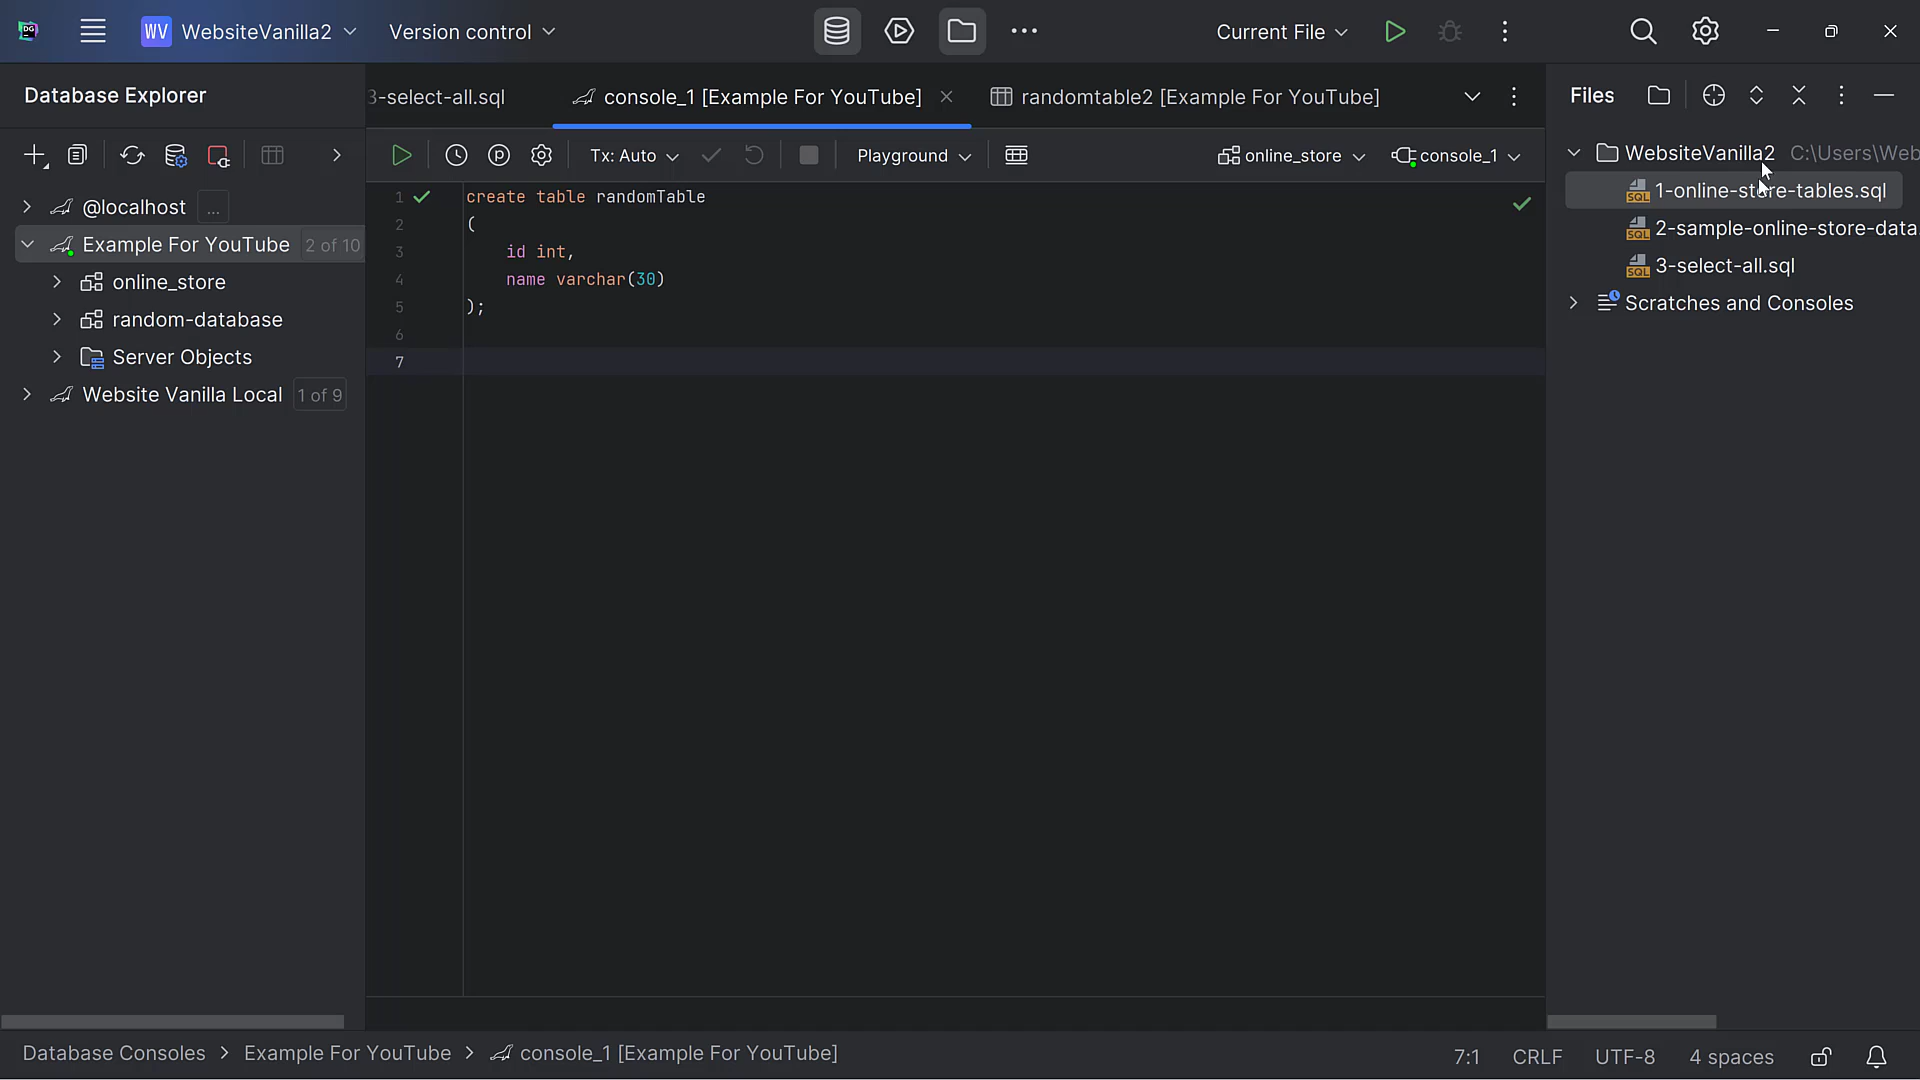 DG
WV WebsiteVanilla2
Version control
Current File
Database Explorer
3-select-all.sql
console_1 [Example For YouTube]
randomtable2 [Example For YouTube]
Files
Tx: Auto
Playground
online_store
console_1
@localhost ...
Example For YouTube 2 of 10
online_store
random-database
Server Objects
Website Vanilla Local 1 of 9
1 create table randomTable
2 (
3 id int,
4 name varchar(30)
5 );
6
7
WebsiteVanilla2 C:\Users\Web
SQL 1-online-store-tables.sql
SQL 2-sample-online-store-data.
SQL 3-select-all.sql
Scratches and Consoles
Database Consoles > Example For YouTube > console_1 [Example For YouTube]
7:1 CRLF UTF-8 4 spaces